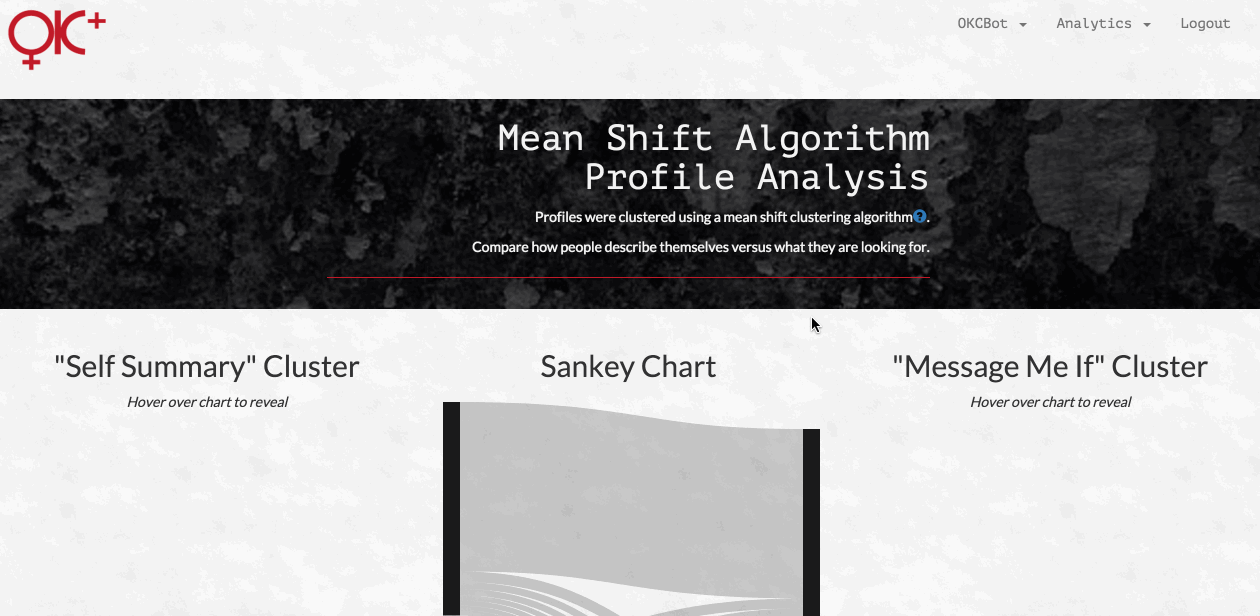 OK+
OKCBot
Analytics
Logout
Mean Shift Algorithm
Profile Analysis
Profiles were clustered using a mean shift clustering algorithm?.
Compare how people describe themselves versus what they are looking for.
"Self Summary" Cluster
Hover over chart to reveal
Sankey Chart
"Message Me If" Cluster
Hover over chart to reveal